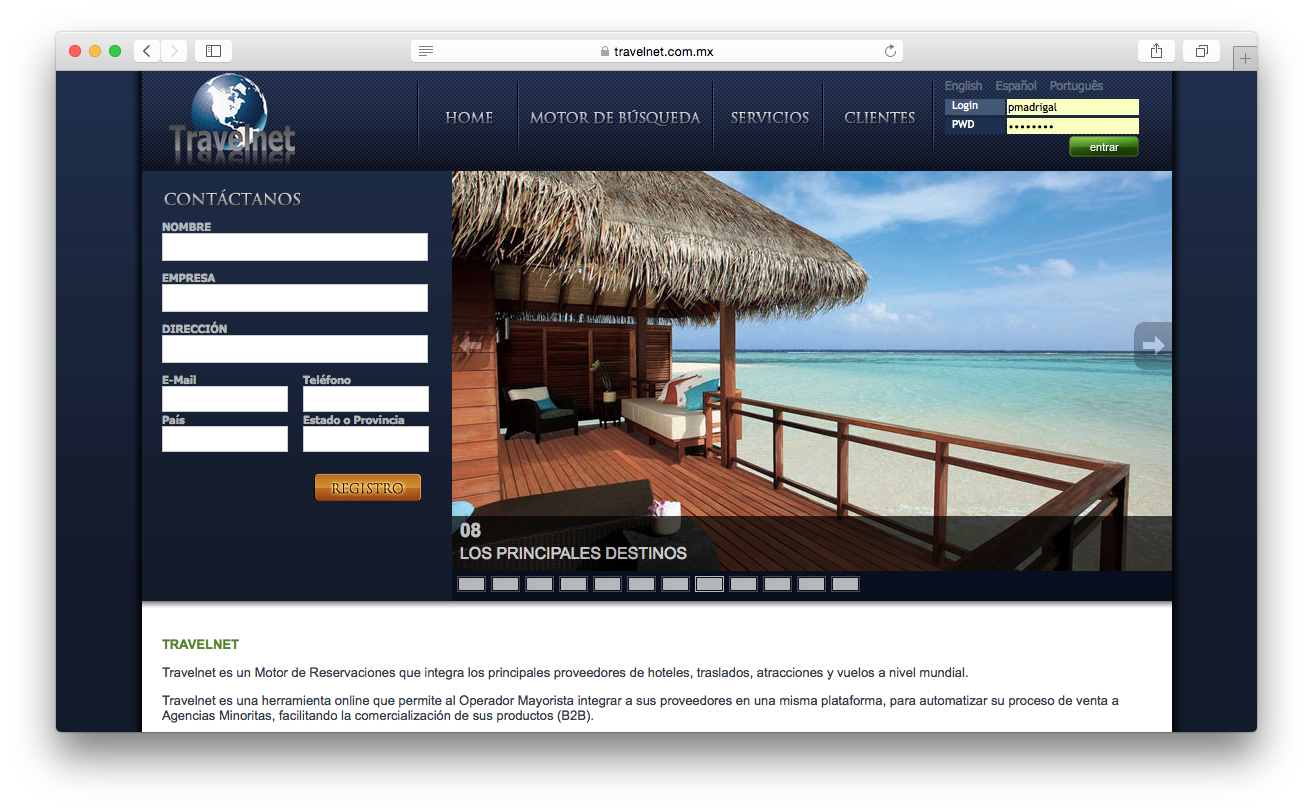 travelnet.com.mx
Travelnet
HOME
MOTOR DE BÚSQUEDA
SERVICIOS
CLIENTES
English Español Português
Login pmadrigal
PWD ••••••••
entrar
CONTÁCTANOS
NOMBRE
EMPRESA
DIRECCIÓN
E-Mail Teléfono
País Estado o Provincia
REGISTRO
08
LOS PRINCIPALES DESTINOS
TRAVELNET
Travelnet es un Motor de Reservaciones que integra los principales proveedores de hoteles, traslados, atracciones y vuelos a nivel mundial.
Travelnet es una herramienta online que permite al Operador Mayorista integrar a sus proveedores en una misma plataforma, para automatizar su proceso de venta a
Agencias Minoritas, facilitando la comercialización de sus productos (B2B).